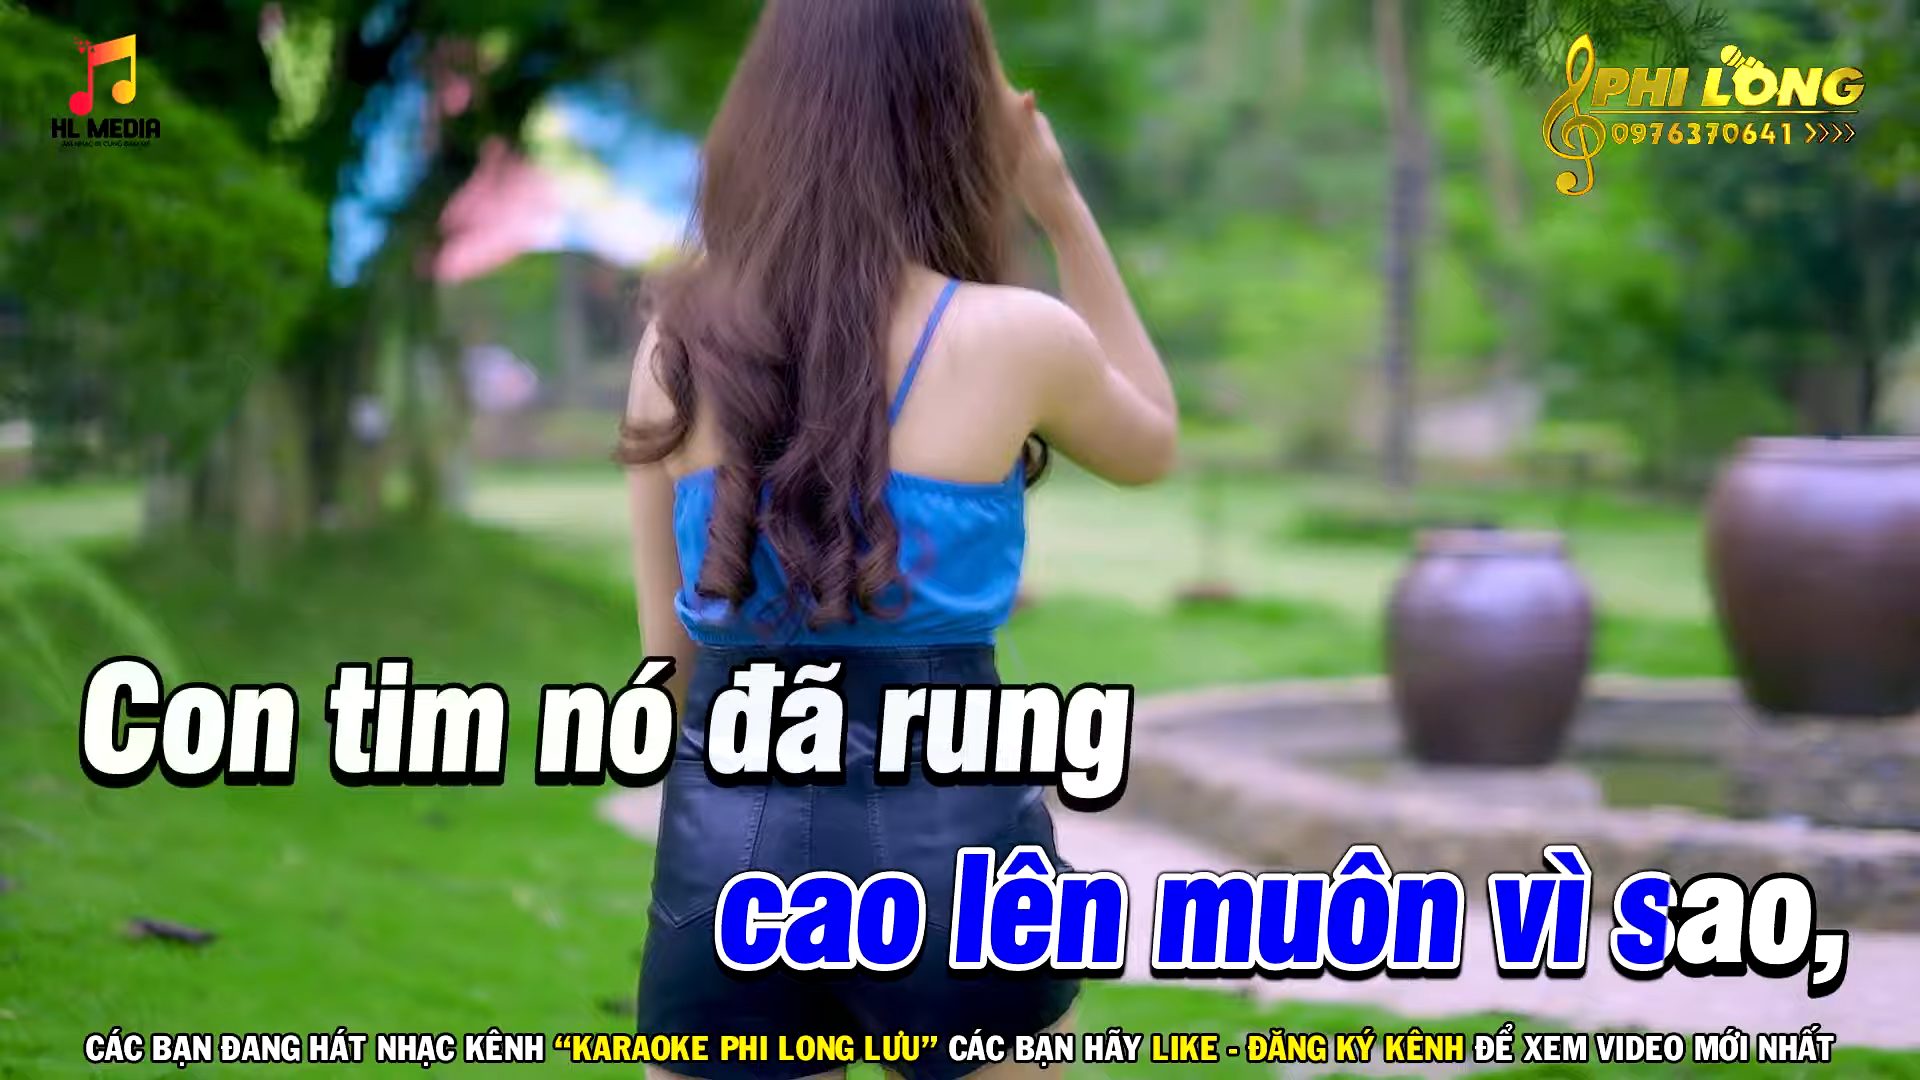 HL MEDIA
PHI LONG
0976370641
Con tim nó đã rung
cao lên muôn vì sao,
CÁC BẠN ĐANG HÁT NHẠC KÊNH “KARAOKE PHI LONG LƯU” CÁC BẠN HÃY LIKE - ĐĂNG KÝ KÊNH ĐỂ XEM VIDEO MỚI NHẤT